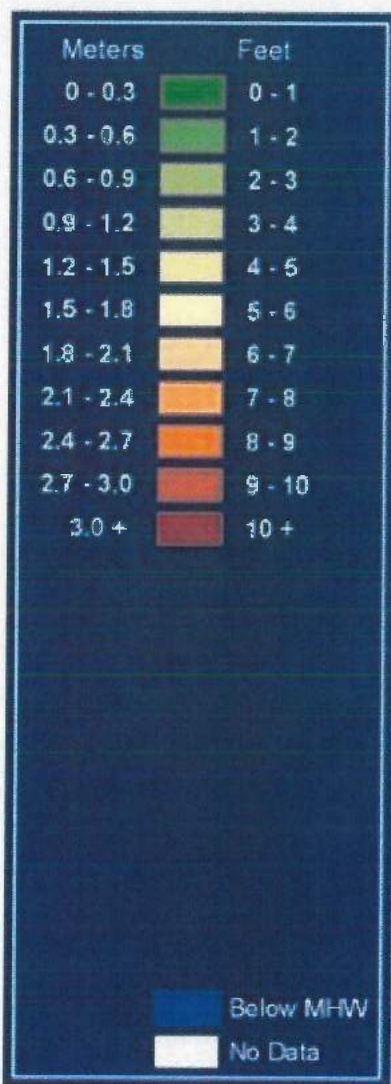 Meters Feet
0 - 0.3 0 - 1
0.3 - 0.6 1 - 2
0.6 - 0.9 2 - 3
0.9 - 1.2 3 - 4
1.2 - 1.5 4 - 5
1.5 - 1.8 5 - 6
1.8 - 2.1 6 - 7
2.1 - 2.4 7 - 8
2.4 - 2.7 8 - 9
2.7 - 3.0 9 - 10
3.0 + 10 +
Below MHW
No Data